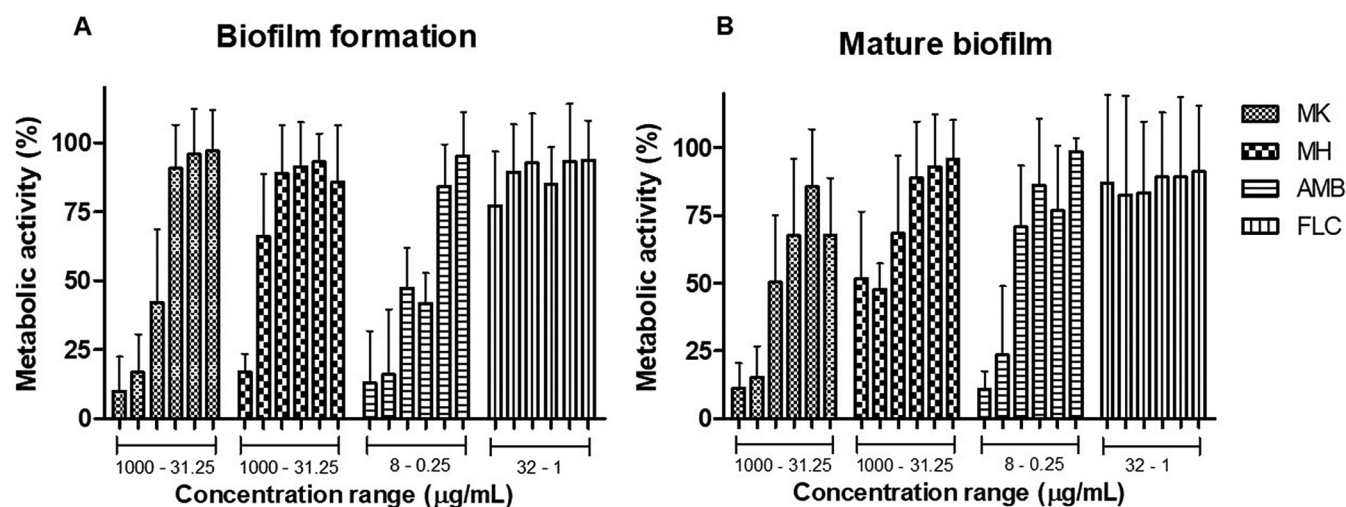 A
Biofilm formation
Metabolic activity (%)
100
75
50
25
0
1000 - 31.25
1000 - 31.25
8 - 0.25
32 - 1
Concentration range (µg/mL)
B
Mature biofilm
Metabolic activity (%)
100
75
50
25
0
1000 - 31.25
1000 - 31.25
8 - 0.25
32 - 1
Concentration range (µg/mL)
MK
MH
AMB
FLC